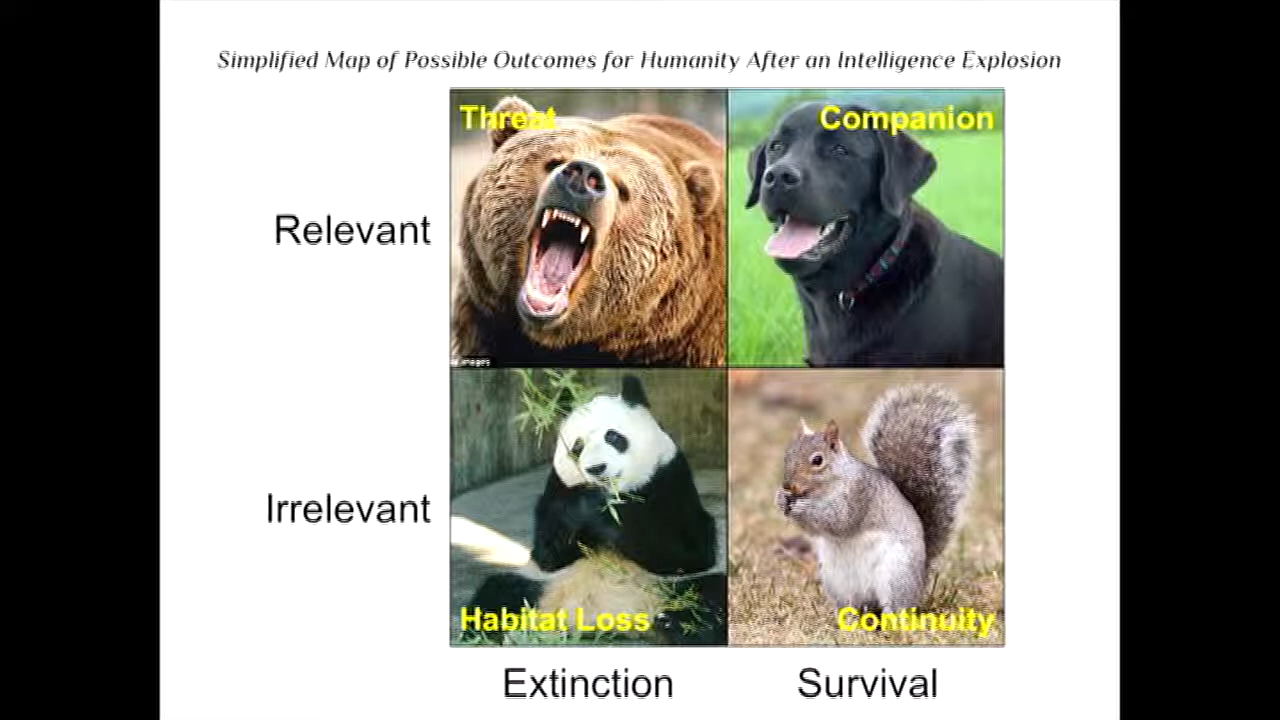 Simplified Map of Possible Outcomes for Humanity After an Intelligence Explosion
Threat
Companion
Relevant
Irrelevant
Habitat Loss
Continuity
Extinction
Survival